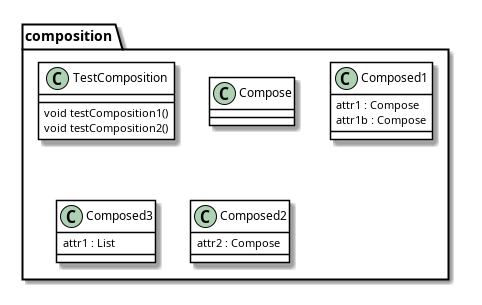 composition
C TestComposition
void testComposition1()
void testComposition2()
C Compose
C Composed1
attr1 : Compose
attr1b : Compose
C Composed3
attr1 : List
C Composed2
attr2 : Compose